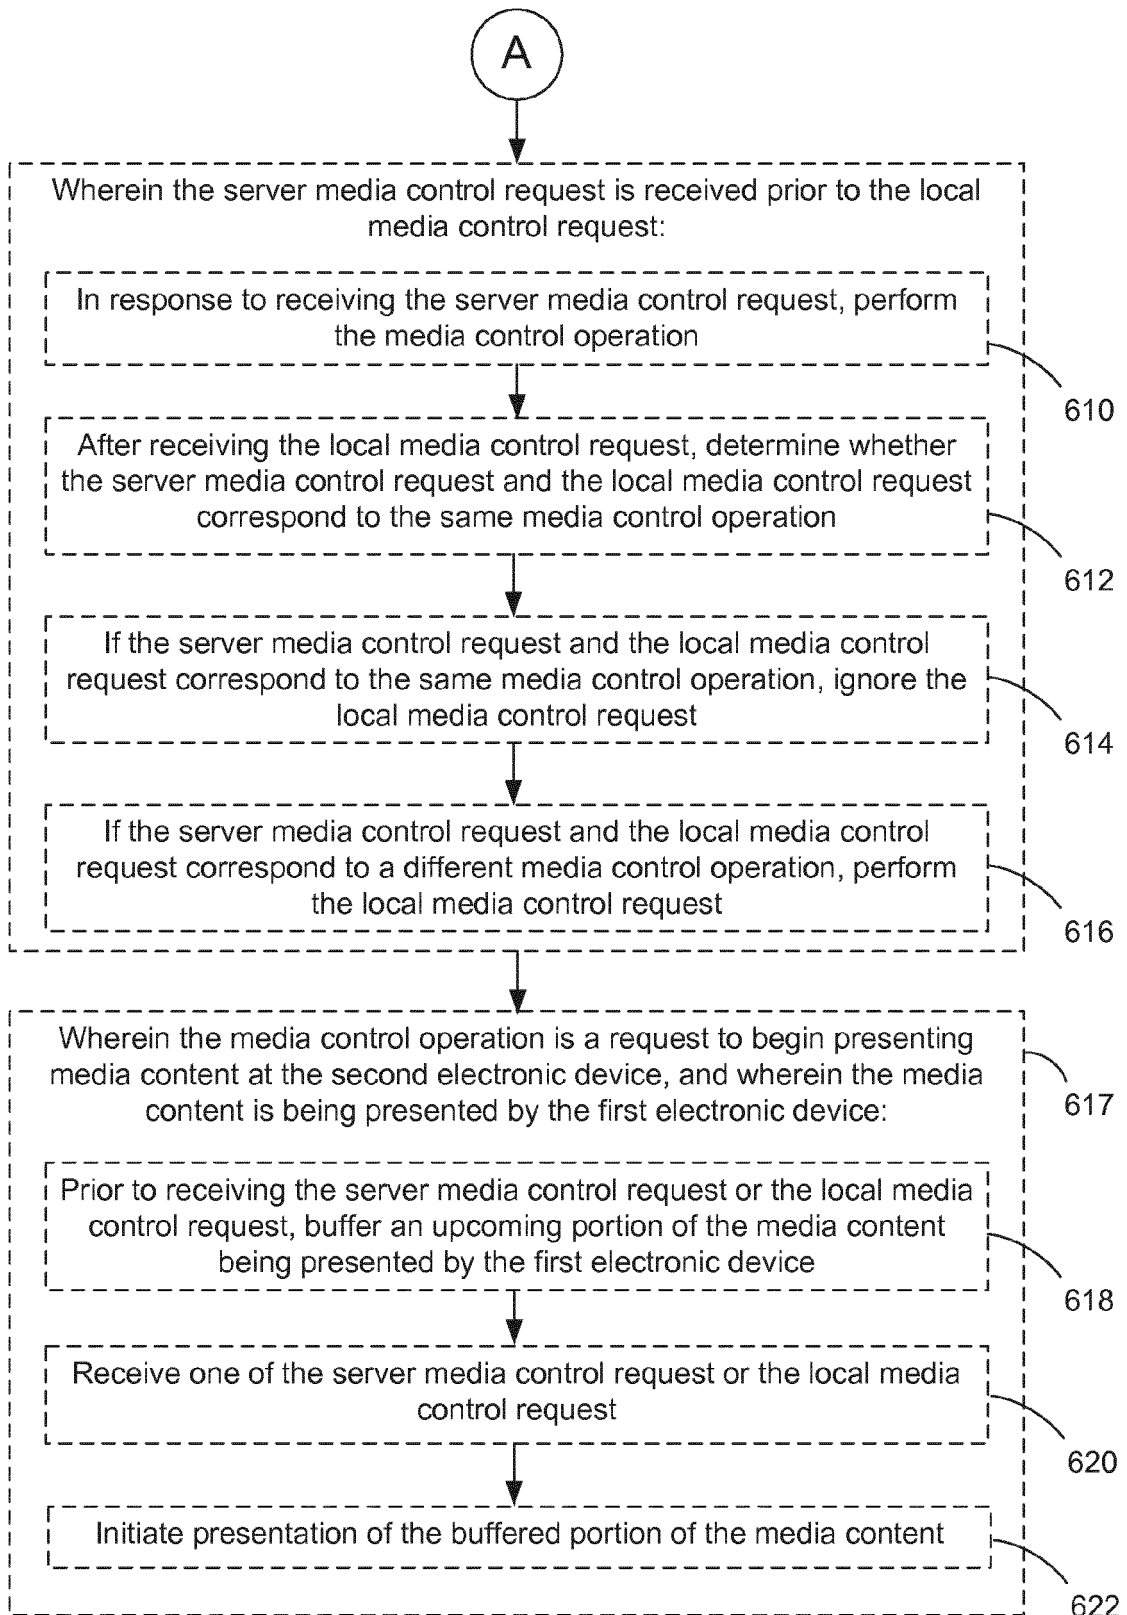 A
Wherein the server media control request is received prior to the local
media control request:
In response to receiving the server media control request, perform
the media control operation
610
After receiving the local media control request, determine whether
the server media control request and the local media control request
correspond to the same media control operation
612
If the server media control request and the local media control
request correspond to the same media control operation, ignore the
local media control request
614
If the server media control request and the local media control
request correspond to a different media control operation, perform
the local media control request
616
Wherein the media control operation is a request to begin presenting
media content at the second electronic device, and wherein the media
content is being presented by the first electronic device:
617
Prior to receiving the server media control request or the local media
control request, buffer an upcoming portion of the media content
being presented by the first electronic device
618
Receive one of the server media control request or the local media
control request
620
Initiate presentation of the buffered portion of the media content
622